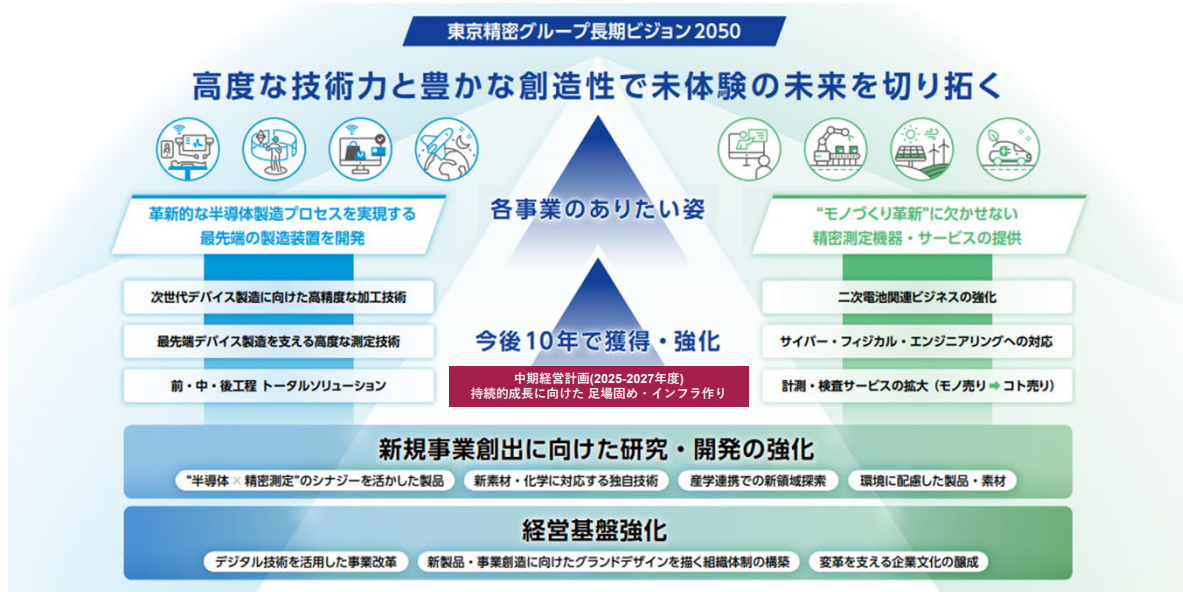 東京精密グループ長期ビジョン2050
高度な技術力と豊かな創造性で未体験の未来を切り拓く
革新的な半導体製造プロセスを実現する
最先端の製造装置を開発
各事業のありたい姿
“モノづくり革新”に欠かせない
精密測定機器・サービスの提供
次世代デバイス製造に向けた高精度な加工技術
最先端デバイス製造を支える高度な測定技術
前・中・後工程 トータルソリューション
今後10年で獲得・強化
中期経営計画(2025-2027年度)
持続的成長に向けた 足場固め・インフラ作り
二次電池関連ビジネスの強化
サイバー・フィジカル・エンジニアリングへの対応
計測・検査サービスの拡大（モノ売り➡コト売り）
新規事業創出に向けた研究・開発の強化
“半導体×精密測定”のシナジーを活かした製品
新素材・化学に対応する独自技術
産学連携での新領域探索
環境に配慮した製品・素材
経営基盤強化
デジタル技術を活用した事業改革
新製品・事業創造に向けたグランドデザインを描く組織体制の構築
変革を支える企業文化の醸成